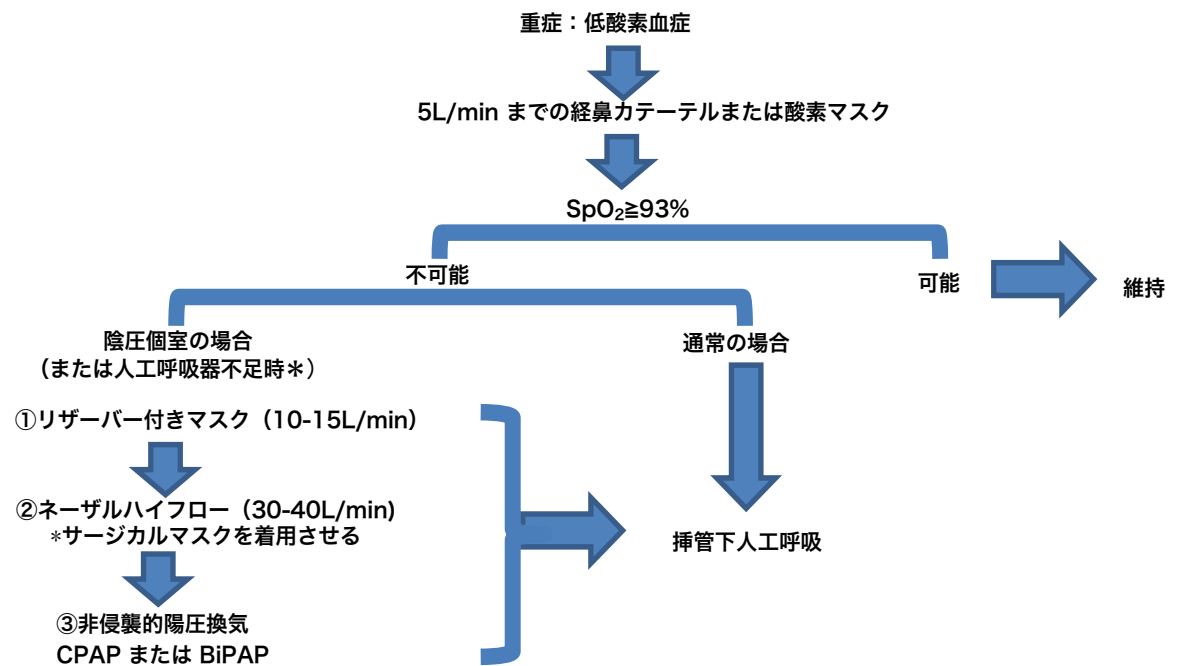 重症：低酸素血症
5L/min までの経鼻カテーテルまたは酸素マスク
SpO₂≧93%
不可能
可能
維持
陰圧個室の場合
（または人工呼吸器不足時＊）
通常の場合
①リザーバー付きマスク（10-15L/min）
②ネーザルハイフロー（30-40L/min)
*サージカルマスクを着用させる
挿管下人工呼吸
③非侵襲的陽圧換気
CPAP または BiPAP